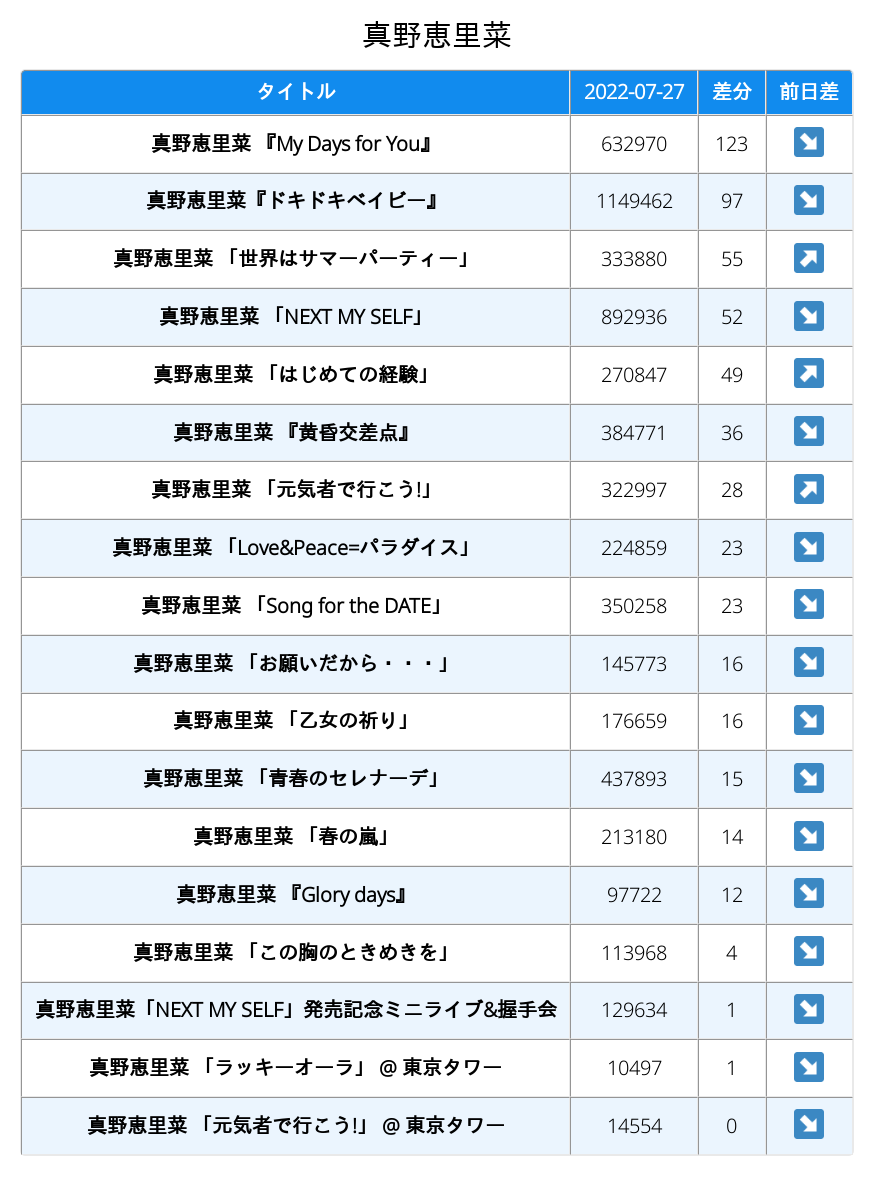 真野恵里菜
タイトル 2022-07-27 差分 前日差
真野恵里菜 『My Days for You』 632970 123 ↘
真野恵里菜『ドキドキベイビー』 1149462 97 ↘
真野恵里菜 「世界はサマーパーティー」 333880 55 ↗
真野恵里菜 「NEXT MY SELF」 892936 52 ↘
真野恵里菜 「はじめての経験」 270847 49 ↗
真野恵里菜 『黄昏交差点』 384771 36 ↘
真野恵里菜 「元気者で行こう!」 322997 28 ↗
真野恵里菜 「Love&Peace=パラダイス」 224859 23 ↘
真野恵里菜 「Song for the DATE」 350258 23 ↘
真野恵里菜 「お願いだから・・・」 145773 16 ↘
真野恵里菜 「乙女の祈り」 176659 16 ↘
真野恵里菜 「青春のセレナーデ」 437893 15 ↘
真野恵里菜 「春の嵐」 213180 14 ↘
真野恵里菜 『Glory days』 97722 12 ↘
真野恵里菜 「この胸のときめきを」 113968 4 ↘
真野恵里菜「NEXT MY SELF」発売記念ミニライブ&握手会 129634 1 ↘
真野恵里菜 「ラッキーオーラ」 @ 東京タワー 10497 1 ↘
真野恵里菜 「元気者で行こう!」 @ 東京タワー 14554 0 ↘